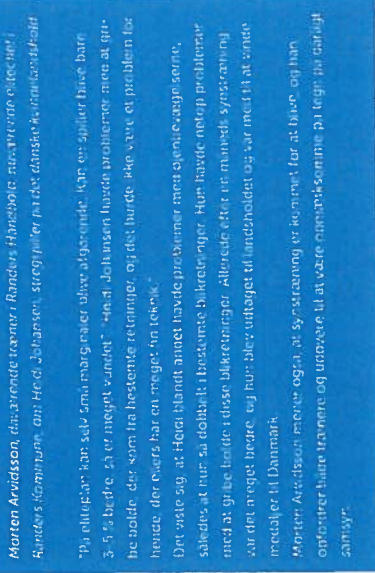 Morten Arvidsson, daværende træner i Randers Håndbold, nuværende elitechef i
Randers Kommune, om Heidi Johansen, stregspiller på det danske kvindelandshold
"På eliteplan kan selv små marginaler blive afgørende. Kan en spiller blive bare
3-5 % bedre, så er meget vundet". "Heidi Johansen havde problemer med at gri-
be bolde, der kom fra bestemte retninger, og det burde ikke være et problem for
hende, der ellers har en meget fin teknik."
Det viste sig, at Heidi blandt andet havde problemer med øjenbevægelserne,
således at hun så dobbelt i bestemte blikretninger. Hun havde netop problemer
med at gribe bolde i disse blikretninger. Allerede efter en måneds synstræning
var det meget bedre, og hun blev udtaget til landsholdet og var med til at vinde
medaljer til Danmark.
Morten Arvidsson mener også, at synstræning er kommet for at blive, og han
opfordrer både trænere og udøvere til at være opmærksomme på tegn på dårligt
samsyn.